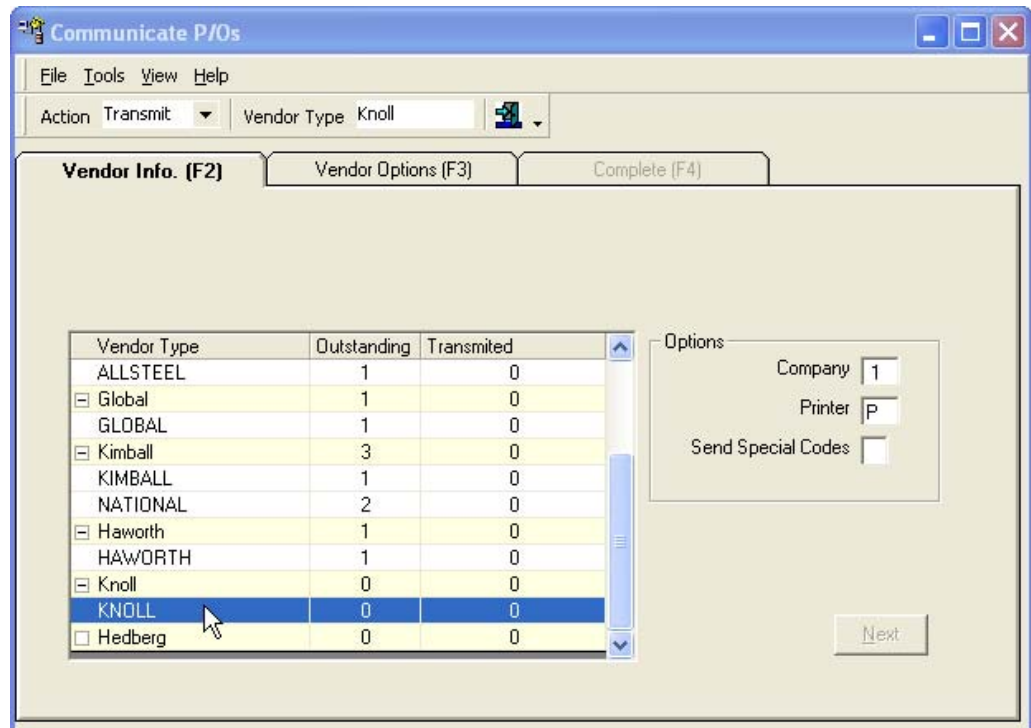 Communicate P/Os
File Tools View Help
Action Transmit Vendor Type Knoll
Vendor Info. (F2) Vendor Options (F3) Complete (F4)
Vendor Type Outstanding Transmited
ALLSTEEL 1 0
Global 1 0
GLOBAL 1 0
Kimball 3 0
KIMBALL 1 0
NATIONAL 2 0
Haworth 1 0
HAWORTH 1 0
Knoll 0 0
KNOLL 0 0
Hedberg 0 0
Options
Company 1
Printer P
Send Special Codes
Next